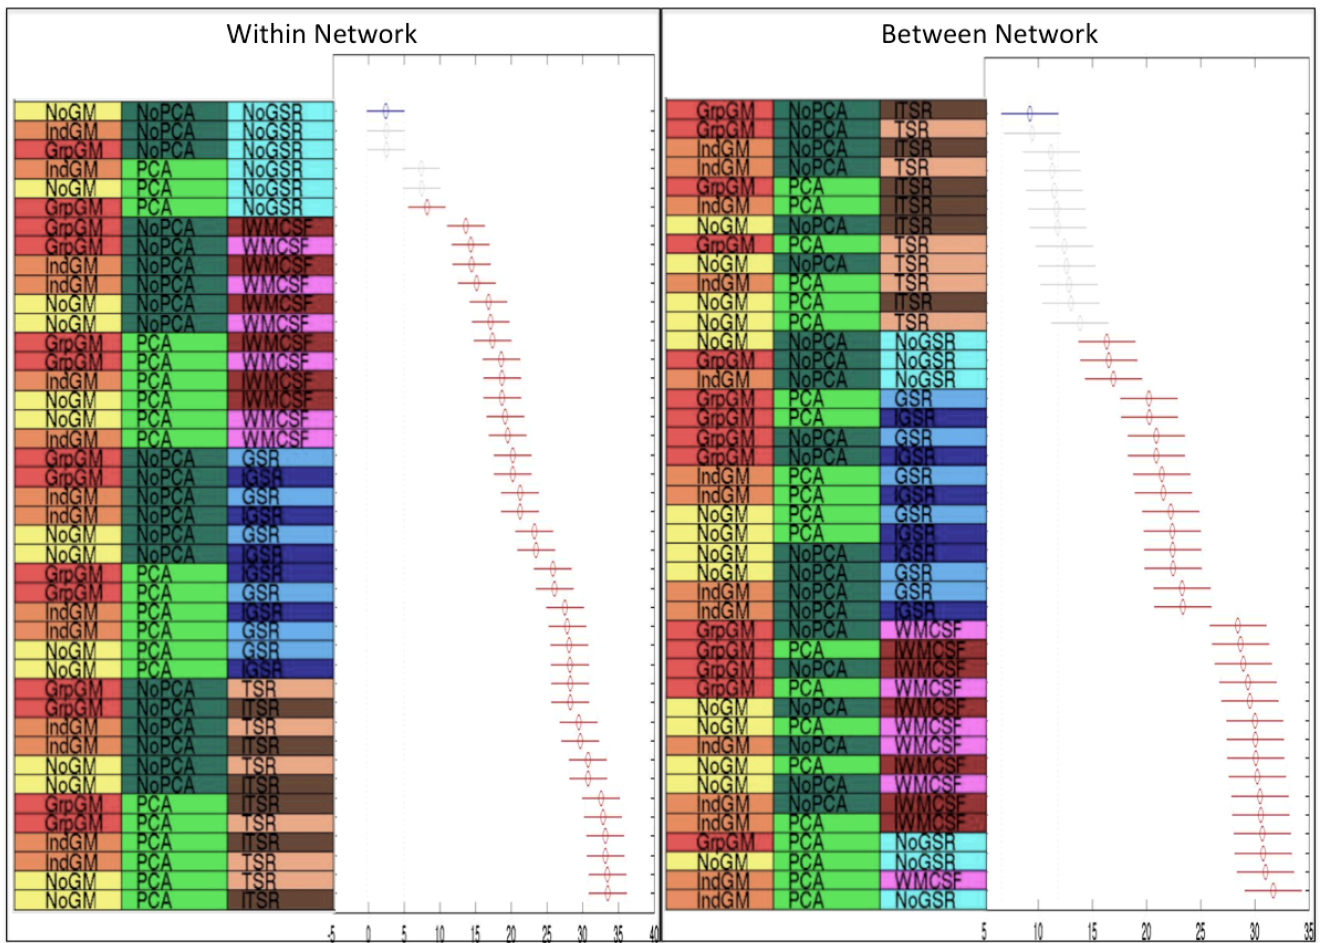 Within Network
NoGM NoPCA NoGSR
IndGM NoPCA NoGSR
GrpGM NoPCA NoGSR
IndGM PCA NoGSR
NoGM PCA NoGSR
GrpGM PCA NoGSR
GrpGM NoPCA IWMCSF
GrpGM NoPCA WMCSF
IndGM NoPCA IWMCSF
IndGM NoPCA WMCSF
NoGM NoPCA IWMCSF
NoGM NoPCA WMCSF
GrpGM PCA IWMCSF
GrpGM PCA WMCSF
IndGM PCA IWMCSF
NoGM PCA IWMCSF
NoGM PCA WMCSF
IndGM PCA WMCSF
GrpGM NoPCA GSR
GrpGM NoPCA IGSR
IndGM NoPCA GSR
IndGM NoPCA IGSR
NoGM NoPCA GSR
NoGM NoPCA IGSR
GrpGM PCA IGSR
GrpGM PCA GSR
IndGM PCA IGSR
IndGM PCA GSR
NoGM PCA GSR
NoGM PCA IGSR
GrpGM NoPCA TSR
GrpGM NoPCA ITSR
IndGM NoPCA TSR
IndGM NoPCA ITSR
NoGM NoPCA TSR
NoGM NoPCA ITSR
GrpGM PCA ITSR
GrpGM PCA TSR
IndGM PCA ITSR
IndGM PCA TSR
NoGM PCA TSR
NoGM PCA ITSR
-5 0 5 10 15 20 25 30 35 40
Between Network
GrpGM NoPCA ITSR
GrpGM NoPCA TSR
IndGM NoPCA ITSR
IndGM NoPCA TSR
GrpGM PCA ITSR
IndGM PCA ITSR
NoGM NoPCA ITSR
GrpGM PCA TSR
NoGM NoPCA TSR
IndGM PCA TSR
NoGM PCA ITSR
NoGM PCA TSR
NoGM NoPCA NoGSR
GrpGM NoPCA NoGSR
IndGM NoPCA NoGSR
GrpGM PCA GSR
GrpGM PCA IGSR
GrpGM NoPCA GSR
GrpGM NoPCA IGSR
IndGM PCA GSR
IndGM PCA IGSR
NoGM PCA GSR
NoGM PCA IGSR
NoGM NoPCA IGSR
NoGM NoPCA GSR
IndGM NoPCA GSR
IndGM NoPCA IGSR
GrpGM NoPCA WMCSF
GrpGM PCA IWMCSF
GrpGM NoPCA IWMCSF
GrpGM PCA WMCSF
NoGM NoPCA IWMCSF
NoGM PCA WMCSF
IndGM NoPCA WMCSF
NoGM PCA IWMCSF
NoGM NoPCA WMCSF
IndGM NoPCA IWMCSF
IndGM PCA IWMCSF
GrpGM PCA NoGSR
NoGM PCA NoGSR
IndGM PCA WMCSF
IndGM PCA NoGSR
5 10 15 20 25 30 35